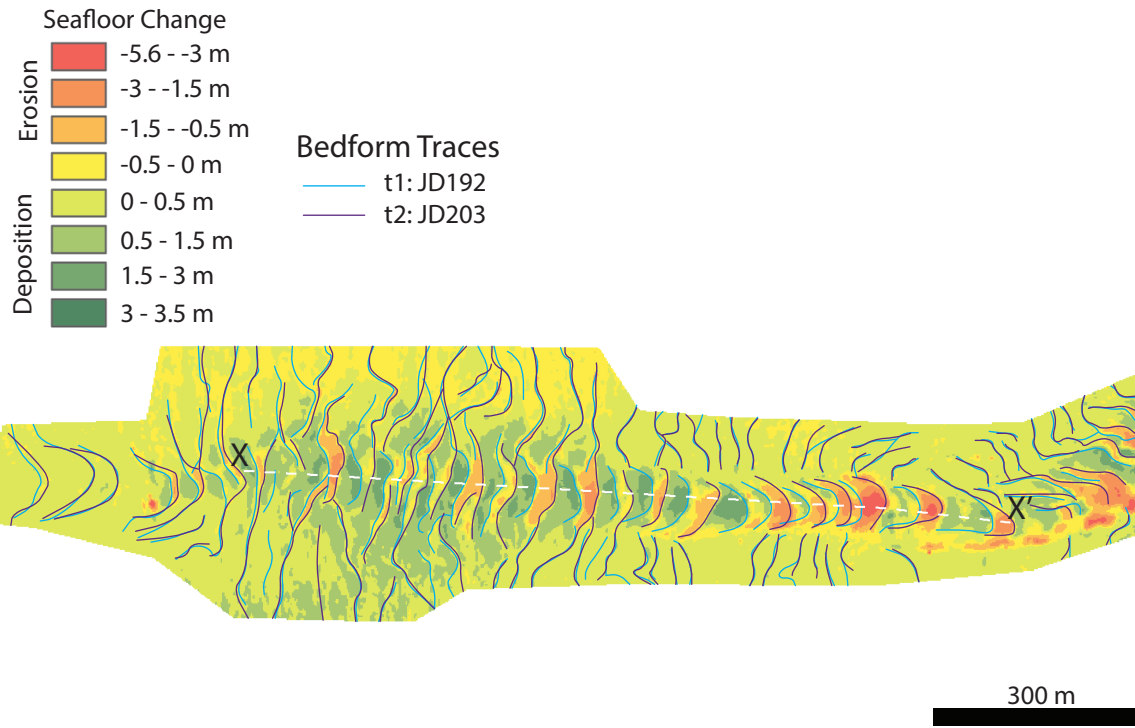 Seafloor Change
Erosion
-5.6 - -3 m
-3 - -1.5 m
-1.5 - -0.5 m
-0.5 - 0 m
Deposition
0 - 0.5 m
0.5 - 1.5 m
1.5 - 3 m
3 - 3.5 m
Bedform Traces
t1: JD192
t2: JD203
X
X'
300 m